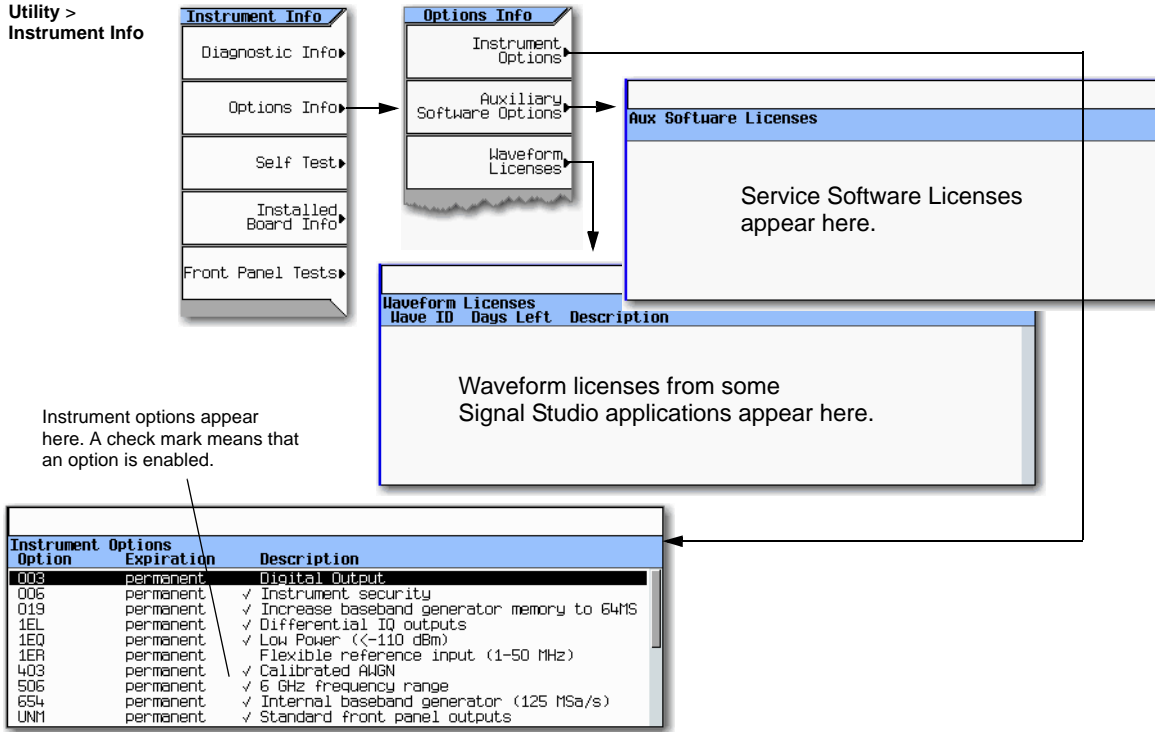 Utility >
Instrument Info
Instrument Info
Diagnostic Info
Options Info
Self Test
Installed
Board Info
Front Panel Tests
Options Info
Instrument
Options
Auxiliary
Software Options
Waveform
Licenses
Aux Software Licenses
Service Software Licenses
appear here.
Waveform Licenses
Wave ID Days Left Description
Waveform licenses from some
Signal Studio applications appear here.
Instrument options appear
here. A check mark means that
an option is enabled.
Instrument Options
Option Expiration Description
003 permanent Digital Output
006 permanent ✓ Instrument security
019 permanent ✓ Increase baseband generator memory to 64MS
1EL permanent ✓ Differential IQ outputs
1EQ permanent ✓ Low Power (<-110 dBm)
1ER permanent Flexible reference input (1-50 MHz)
403 permanent ✓ Calibrated AWGN
506 permanent ✓ 6 GHz frequency range
654 permanent ✓ Internal baseband generator (125 MSa/s)
UNM permanent ✓ Standard front panel outputs